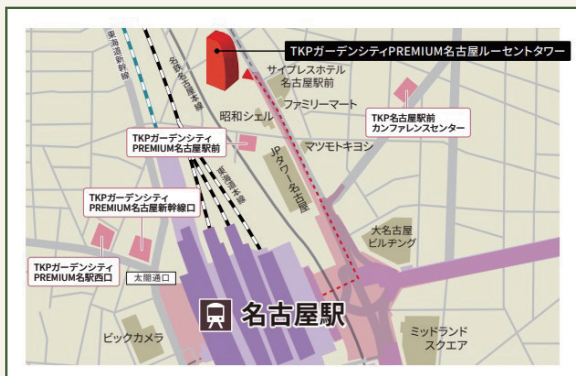 東海道新幹線
名鉄名古屋本線
TKPガーデンシティPREMIUM名古屋ルーセントタワー
サイプレスホテル
名古屋駅前
ファミリーマート
昭和シェル
TKP名古屋駅前
カンファレンスセンター
TKPガーデンシティ
PREMIUM名古屋駅前
マツモトキヨシ
JPタワー名古屋
東海道本線
TKPガーデンシティ
PREMIUM名古屋新幹線口
大名古屋
ビルヂング
TKPガーデンシティ
PREMIUM名駅西口
太閤通口
名古屋駅
ビックカメラ
ミッドランド
スクエア